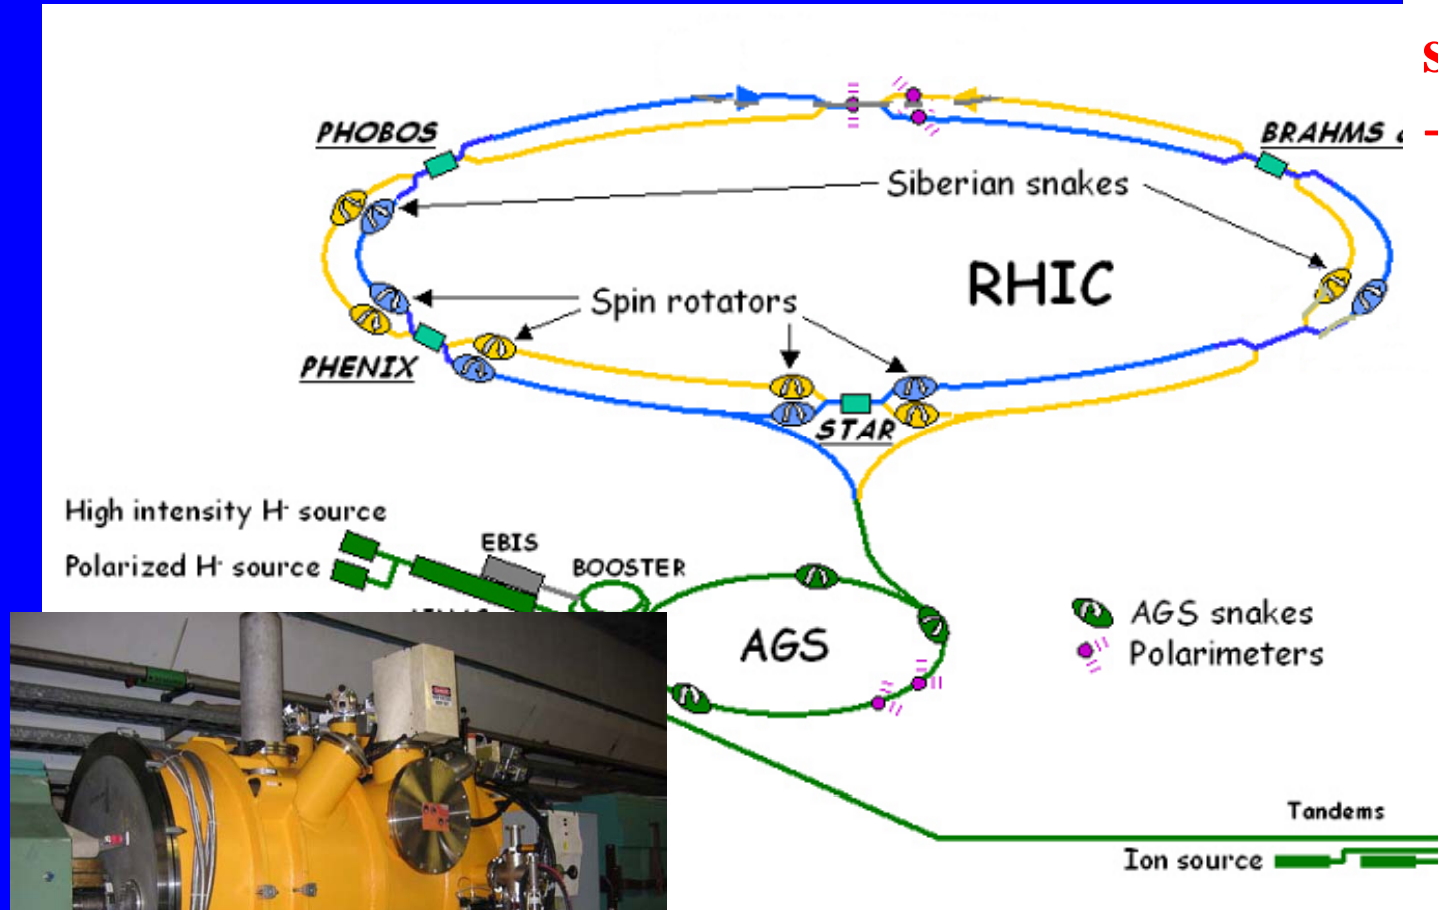 S
PHOBOS
BRAHMS
Siberian snakes
RHIC
Spin rotators
PHENIX
STAR
High intensity H- source
EBIS
Polarized H- source
BOOSTER
AGS
AGS snakes
Polarimeters
DANGER
Tandems
Ion source